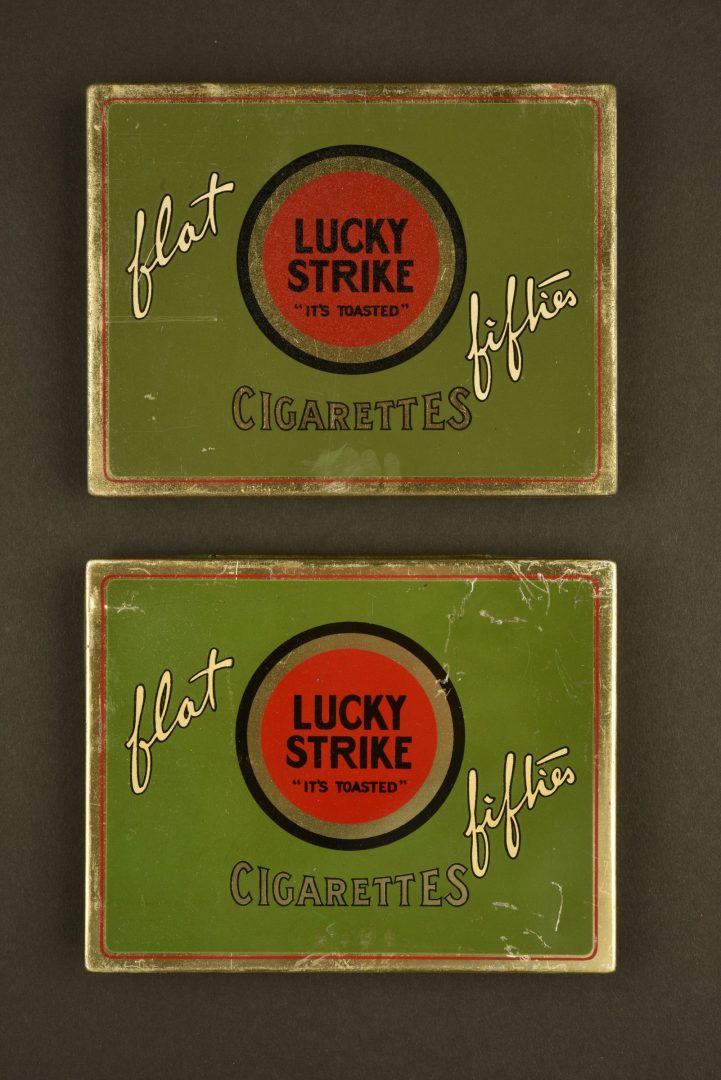 flat
LUCKY
STRIKE
"IT'S TOASTED"
fifties
CIGARETTES
flat
LUCKY
STRIKE
"IT'S TOASTED"
fifties
CIGARETTES